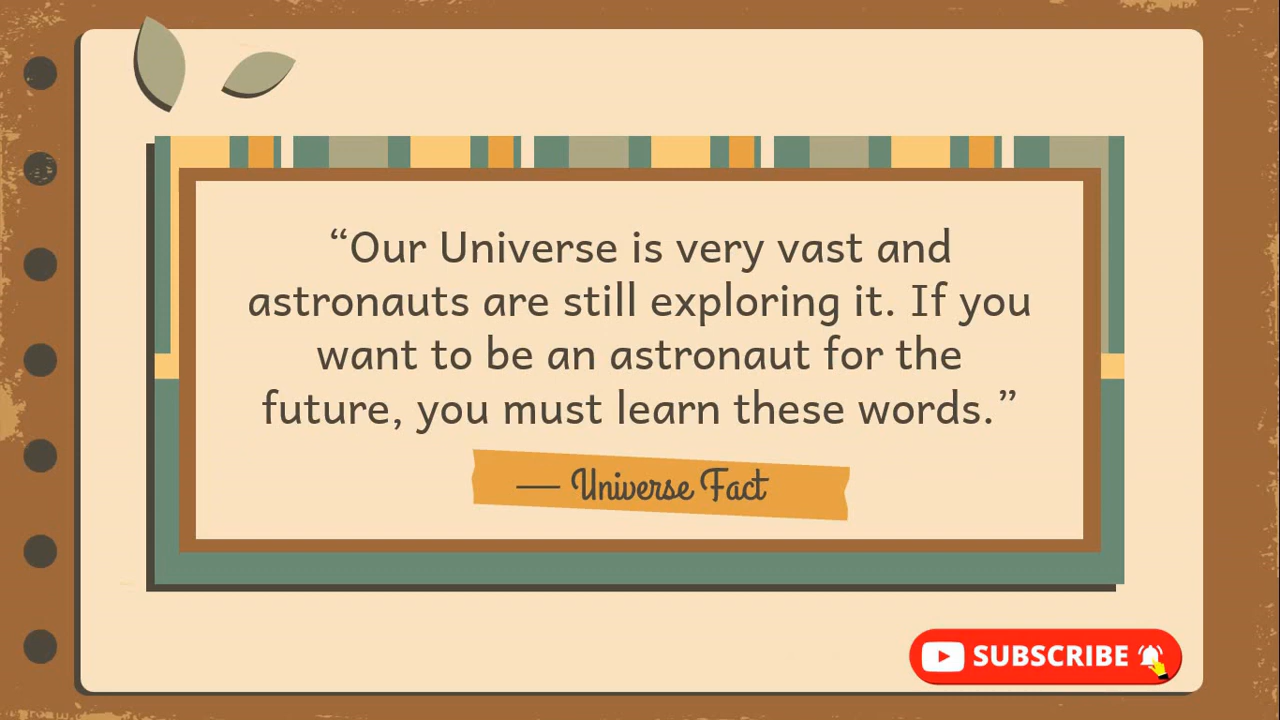 “Our Universe is very vast and
astronauts are still exploring it. If you
want to be an astronaut for the
future, you must learn these words.”
— Universe Fact
SUBSCRIBE